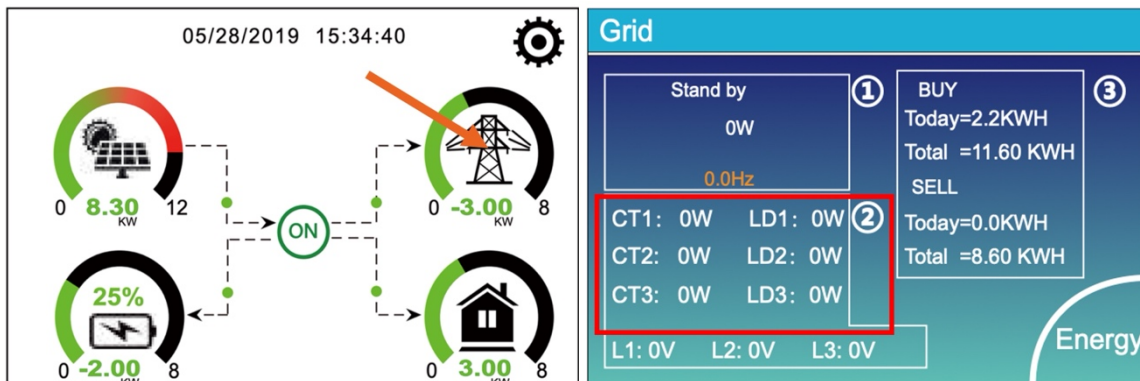 05/28/2019 15:34:40
0 8.30 12
KW
0 -3.00 8
KW
ON
25%
0 -2.00 8
KW
0 3.00 8
KW
Grid
Stand by
0W
0.0Hz
①
CT1: 0W LD1: 0W
CT2: 0W LD2: 0W
CT3: 0W LD3: 0W
②
L1: 0V L2: 0V L3: 0V
BUY
③
Today=2.2KWH
Total =11.60 KWH
SELL
Today=0.0KWH
Total =8.60 KWH
Energy